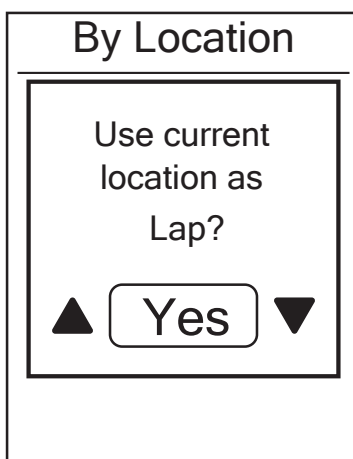 By Location
Use current
location as
Lap?
Yes